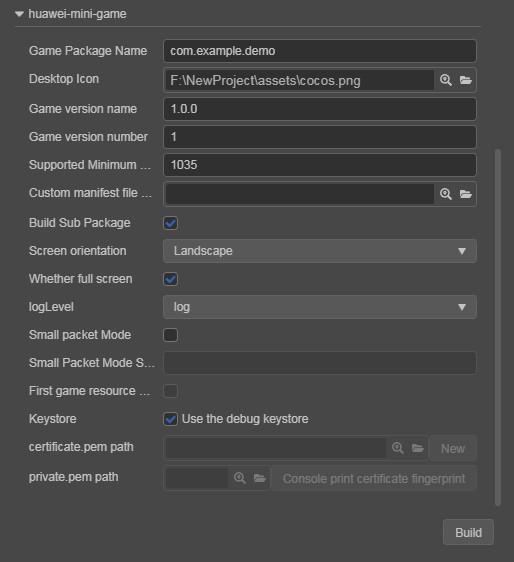 huawei-mini-game
Game Package Name com.example.demo
Desktop Icon F:\NewProject\assets\cocos.png
Game version name 1.0.0
Game version number 1
Supported Minimum ... 1035
Custom manifest file ...
Build Sub Package
Screen orientation Landscape
Whether full screen
logLevel log
Small packet Mode
Small Packet Mode S...
First game resource ...
Keystore Use the debug keystore
certificate.pem path New
private.pem path Console print certificate fingerprint
Build